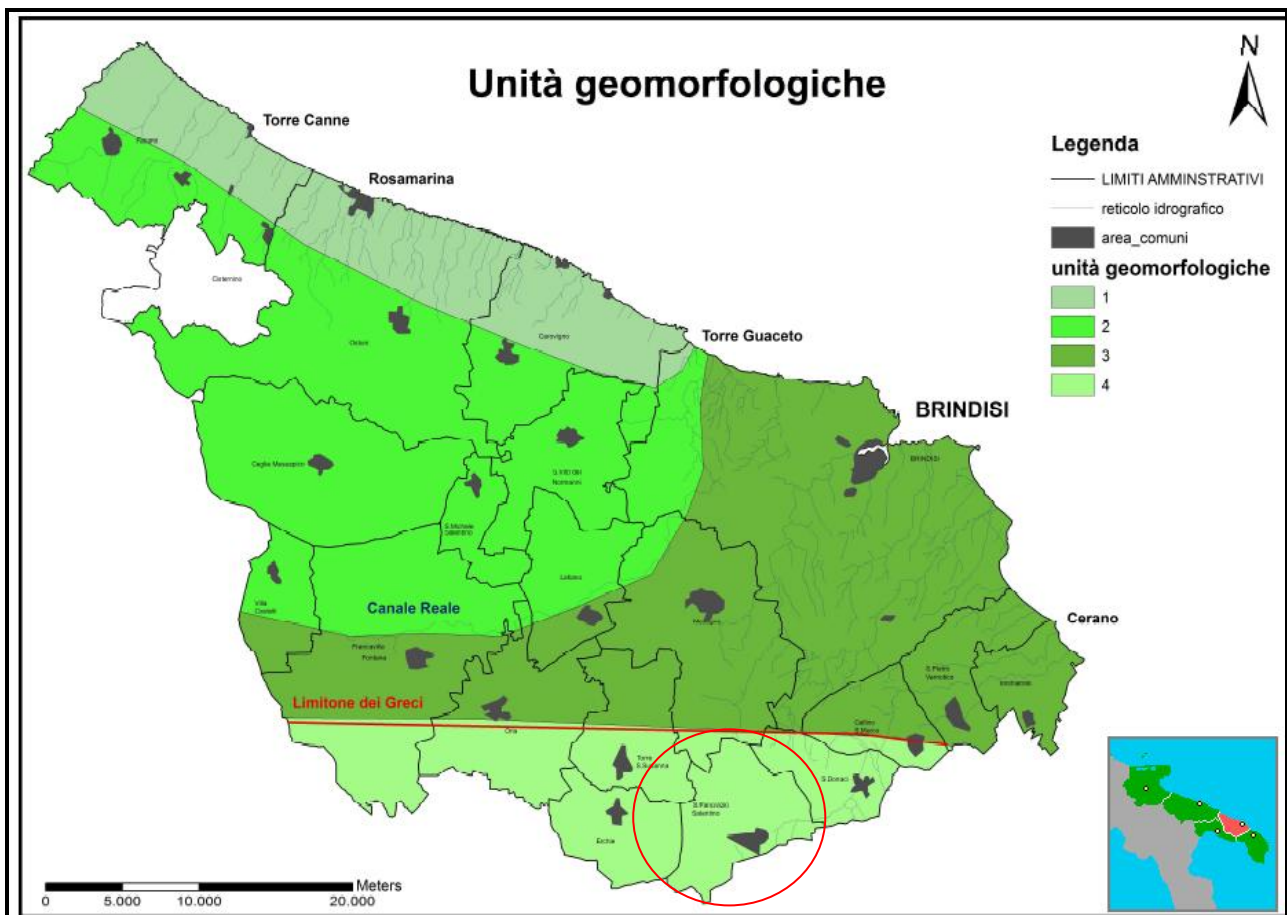 Unità geomorfologiche
N
Torre Canne
Rosamarina
Torre Guaceto
BRINDISI
Cerano
Legenda
LIMITI AMMINSTRATIVI
reticolo idrografico
area_comuni
unità geomorfologiche
1
2
3
4
Fasano
Cisternino
Ostuni
Carovigno
BRINDISI
Ceglie Messapico
S.Vito dei
Normanni
S.Michele
Salentino
Latiano
Villa
Castelli
Canale Reale
Francavilla
Fontana
S.Pietro
Vernotico
Limitone dei Greci
Oria
Cellino
S.Marco
Torre
S.Susanna
S.Donaci
S.Pancrazio
Salentino
Erchie
Meters
0
5.000
10.000
20.000